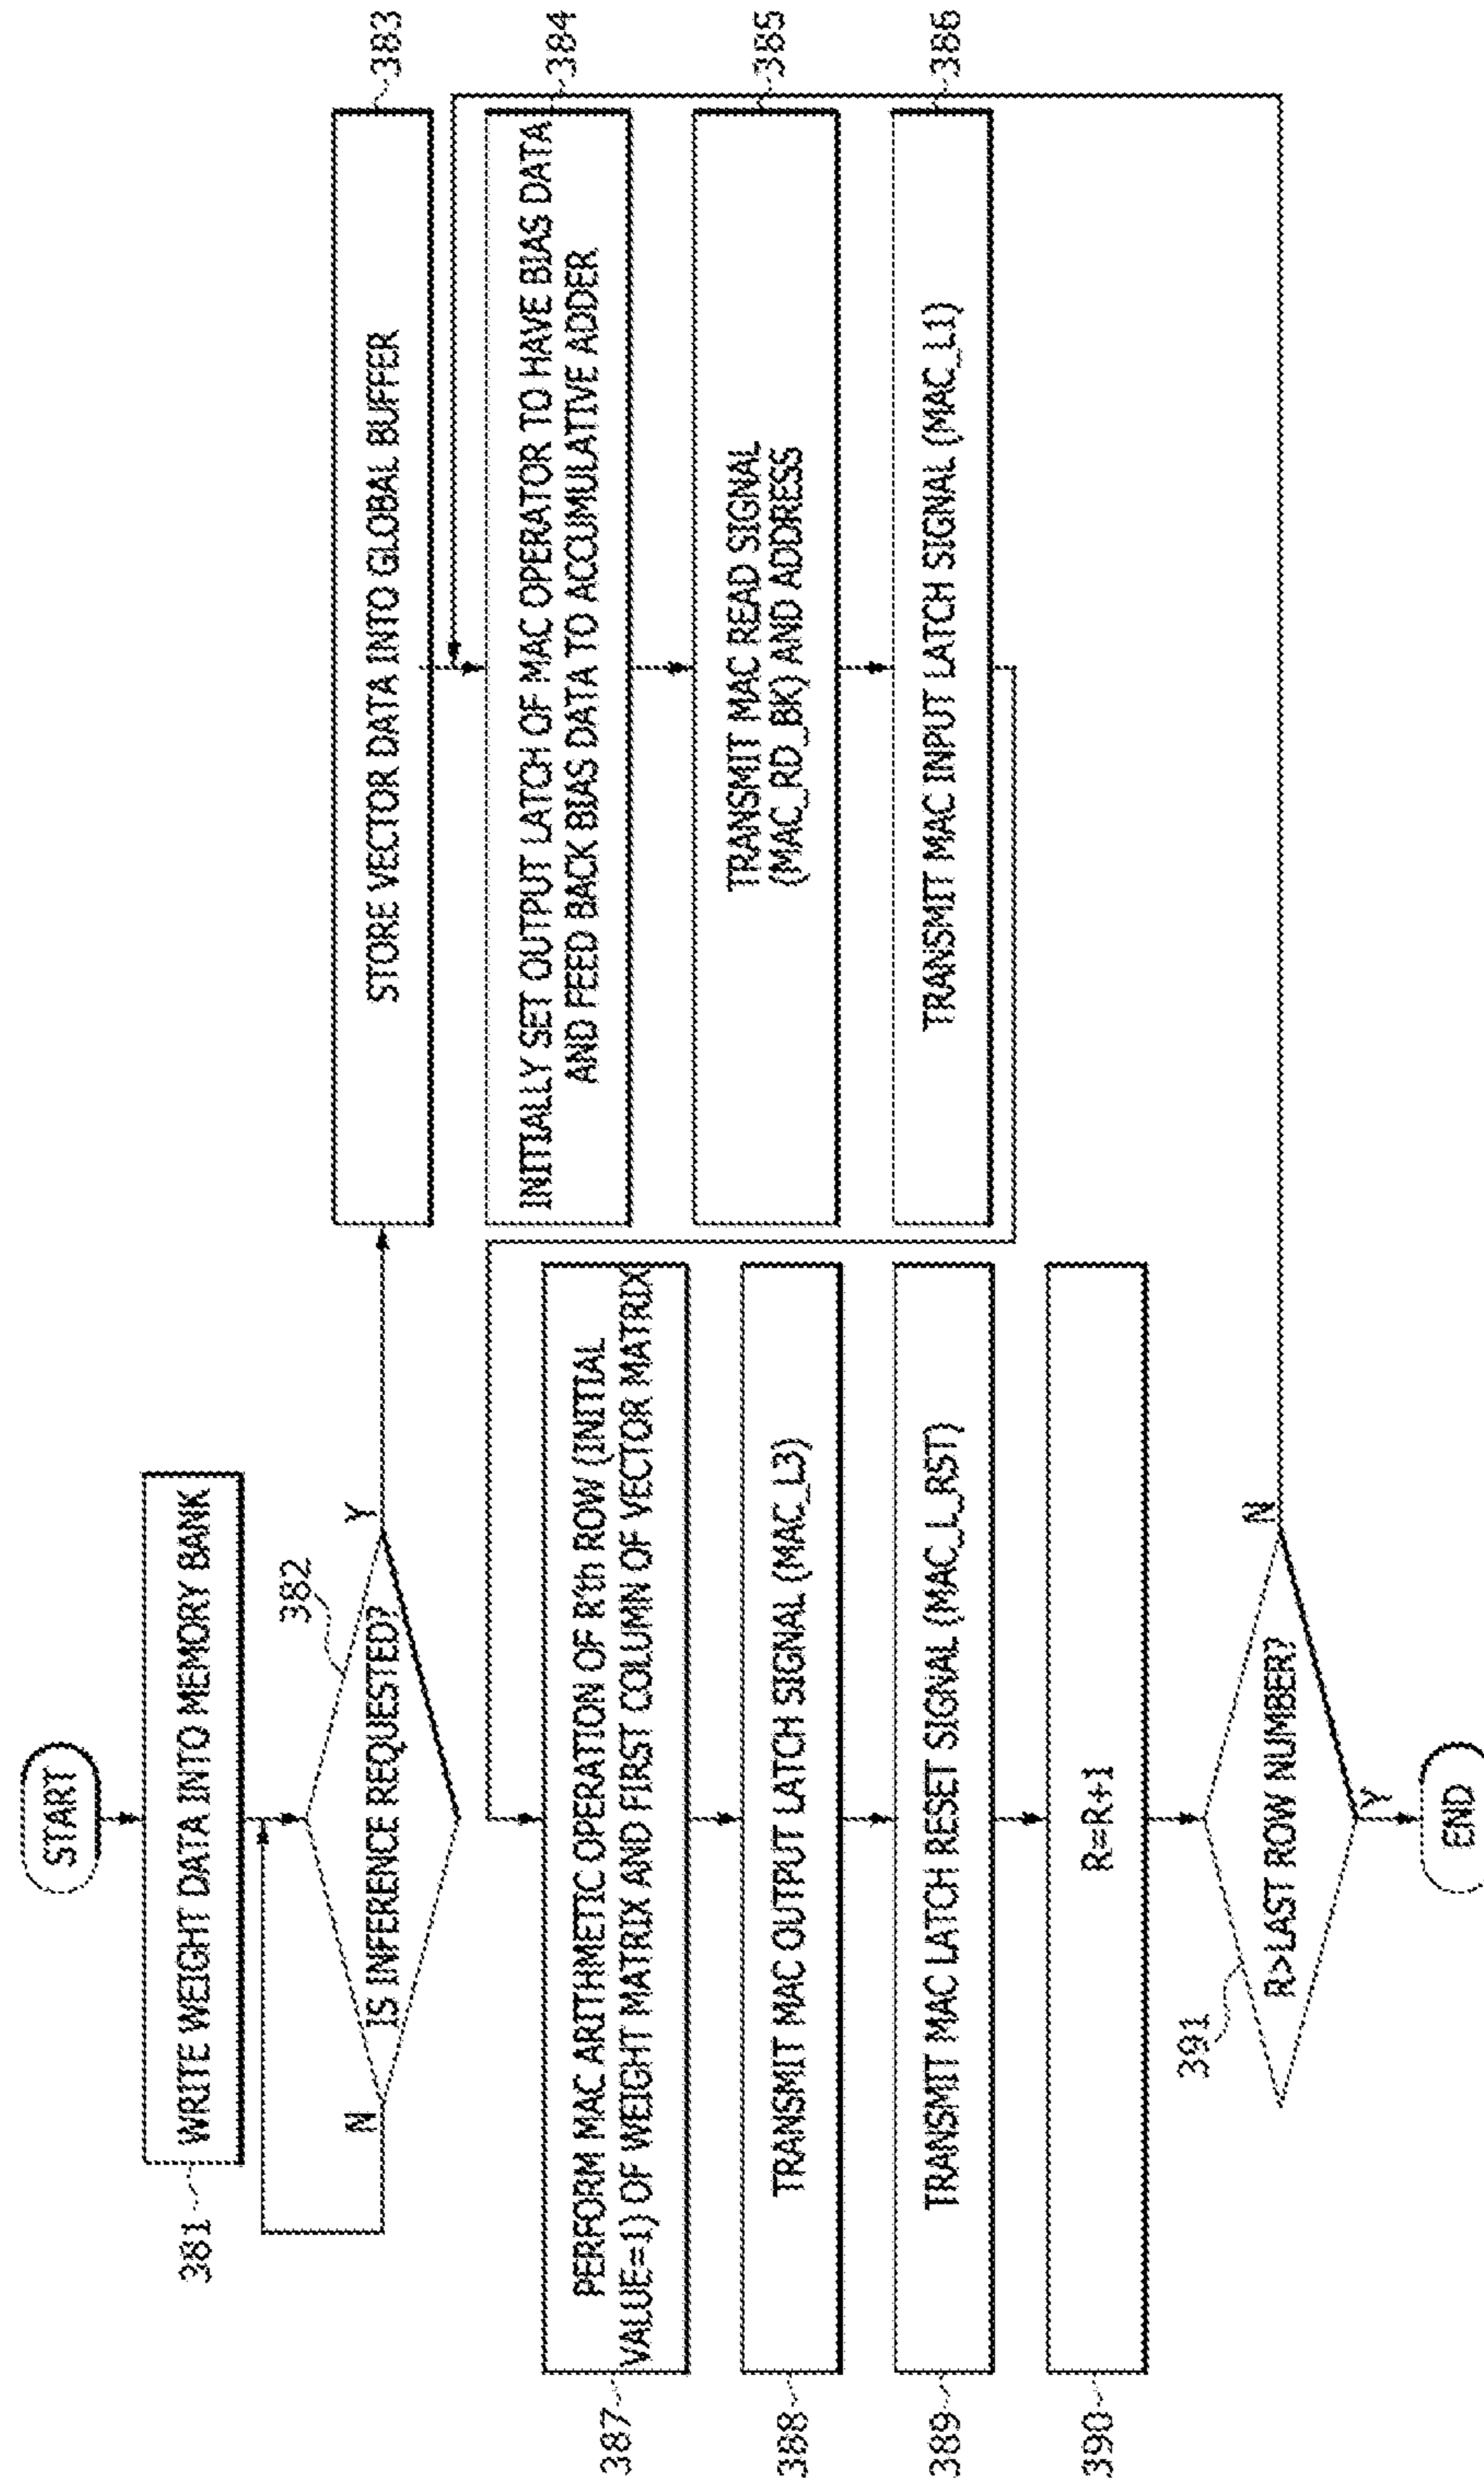 START
WRITE WEIGHT DATA INTO MEMORY BANK
381
IS INFERENCE REQUESTED?
382
N
Y
STORE VECTOR DATA INTO GLOBAL BUFFER
383
INITIALLY SET OUTPUT LATCH OF MAC OPERATOR TO HAVE BIAS DATA
AND FEED BACK BIAS DATA TO ACCUMULATIVE ADDER
384
TRANSMIT MAC READ SIGNAL
(MAC_RD_BK) AND ADDRESS
385
TRANSMIT MAC INPUT LATCH SIGNAL (MAC_L1)
386
PERFORM MAC ARITHMETIC OPERATION OF R'th ROW (INITIAL
VALUE=1) OF WEIGHT MATRIX AND FIRST COLUMN OF VECTOR MATRIX
387
TRANSMIT MAC OUTPUT LATCH SIGNAL (MAC_L3)
388
TRANSMIT MAC LATCH RESET SIGNAL (MAC_L_RST)
389
R=R+1
390
R>LAST ROW NUMBER?
391
N
Y
END